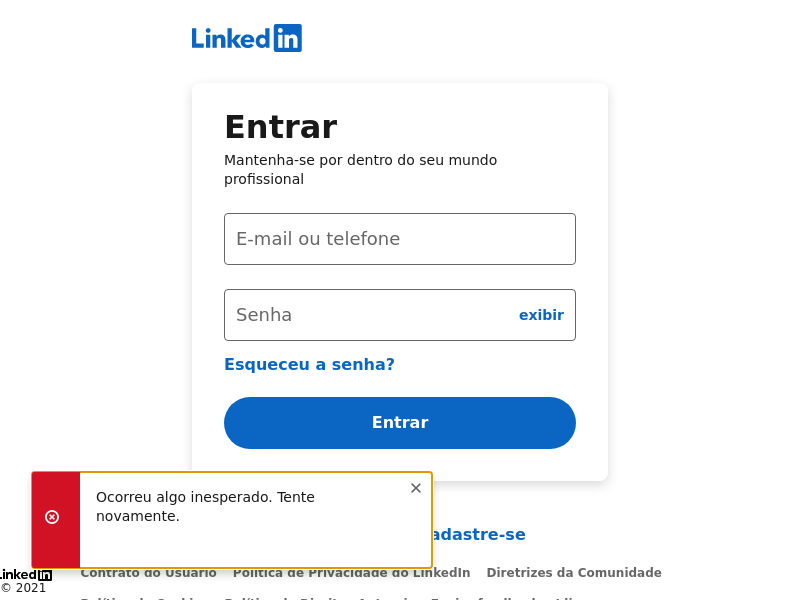 LinkedIn
Entrar
Mantenha-se por dentro do seu mundo
profissional
E-mail ou telefone
Senha
exibir
Esqueceu a senha?
Entrar
Ocorreu algo inesperado. Tente
novamente.
adastre-se
LinkedIn
© 2021
Contrato do Usuário Política de Privacidade do LinkedIn Diretrizes da Comunidade